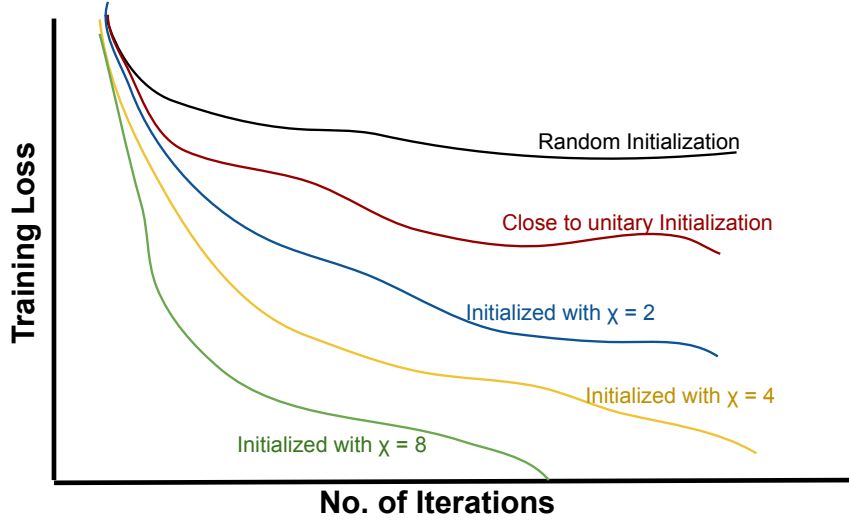 Training Loss
Random Initialization
Close to unitary Initialization
Initialized with χ = 2
Initialized with χ = 4
Initialized with χ = 8
No. of Iterations